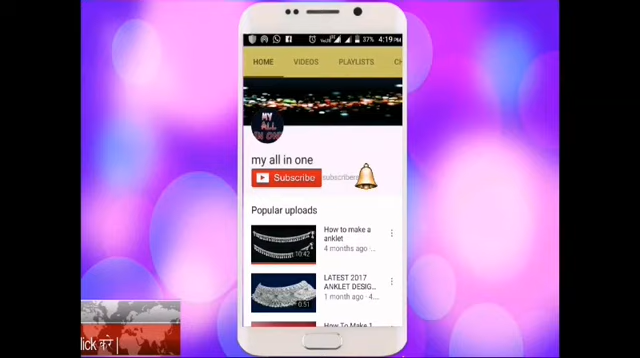 37% 4:19 PM
HOME VIDEOS PLAYLISTS CH
MY
ALL
IN ONE
my all in one
Subscribe subscribers
Popular uploads
How to make a
anklet
4 months ago ·...
10:42
LATEST 2017
ANKLET DESIG...
1 month ago · 4...
0:51
How To Make 1
lick करे |